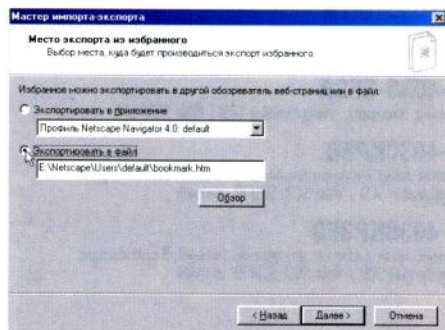 Мастер импорта-экспорта
Место экспорта из избранного
Выбор места, куда будет производиться экспорт избранного.
Избранное можно экспортировать в другой обозреватель веб-страниц или в файл.
Экспортировать в приложение
Профиль Netscape Navigator 4.0: default
Экспортировать в файл
E:\Netscape\Users\default\bookmark.htm
Обзор
< Назад
Далее >
Отмена